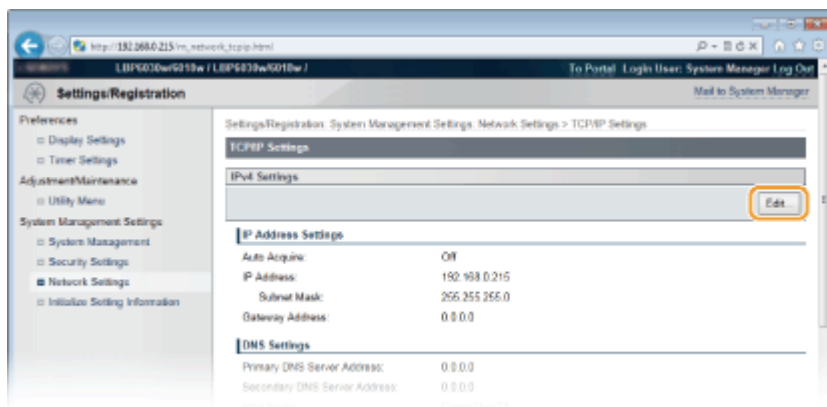 http://192.168.0.215/m_network_tcpip.html
LBP6030w/6018w / LBP6030w/6018w / To Portal Login User: System Manager Log Out
Settings/Registration Mail to System Manager
Preferences
Display Settings
Timer Settings
Adjustment/Maintenance
Utility Menu
System Management Settings
System Management
Security Settings
Network Settings
Initialize Setting Information
Settings/Registration: System Management Settings: Network Settings > TCP/IP Settings
TCP/IP Settings
IPv4 Settings
Edit...
IP Address Settings
Auto Acquire: Off
IP Address: 192.168.0.215
Subnet Mask: 255.255.255.0
Gateway Address: 0.0.0.0
DNS Settings
Primary DNS Server Address: 0.0.0.0
Secondary DNS Server Address: 0.0.0.0